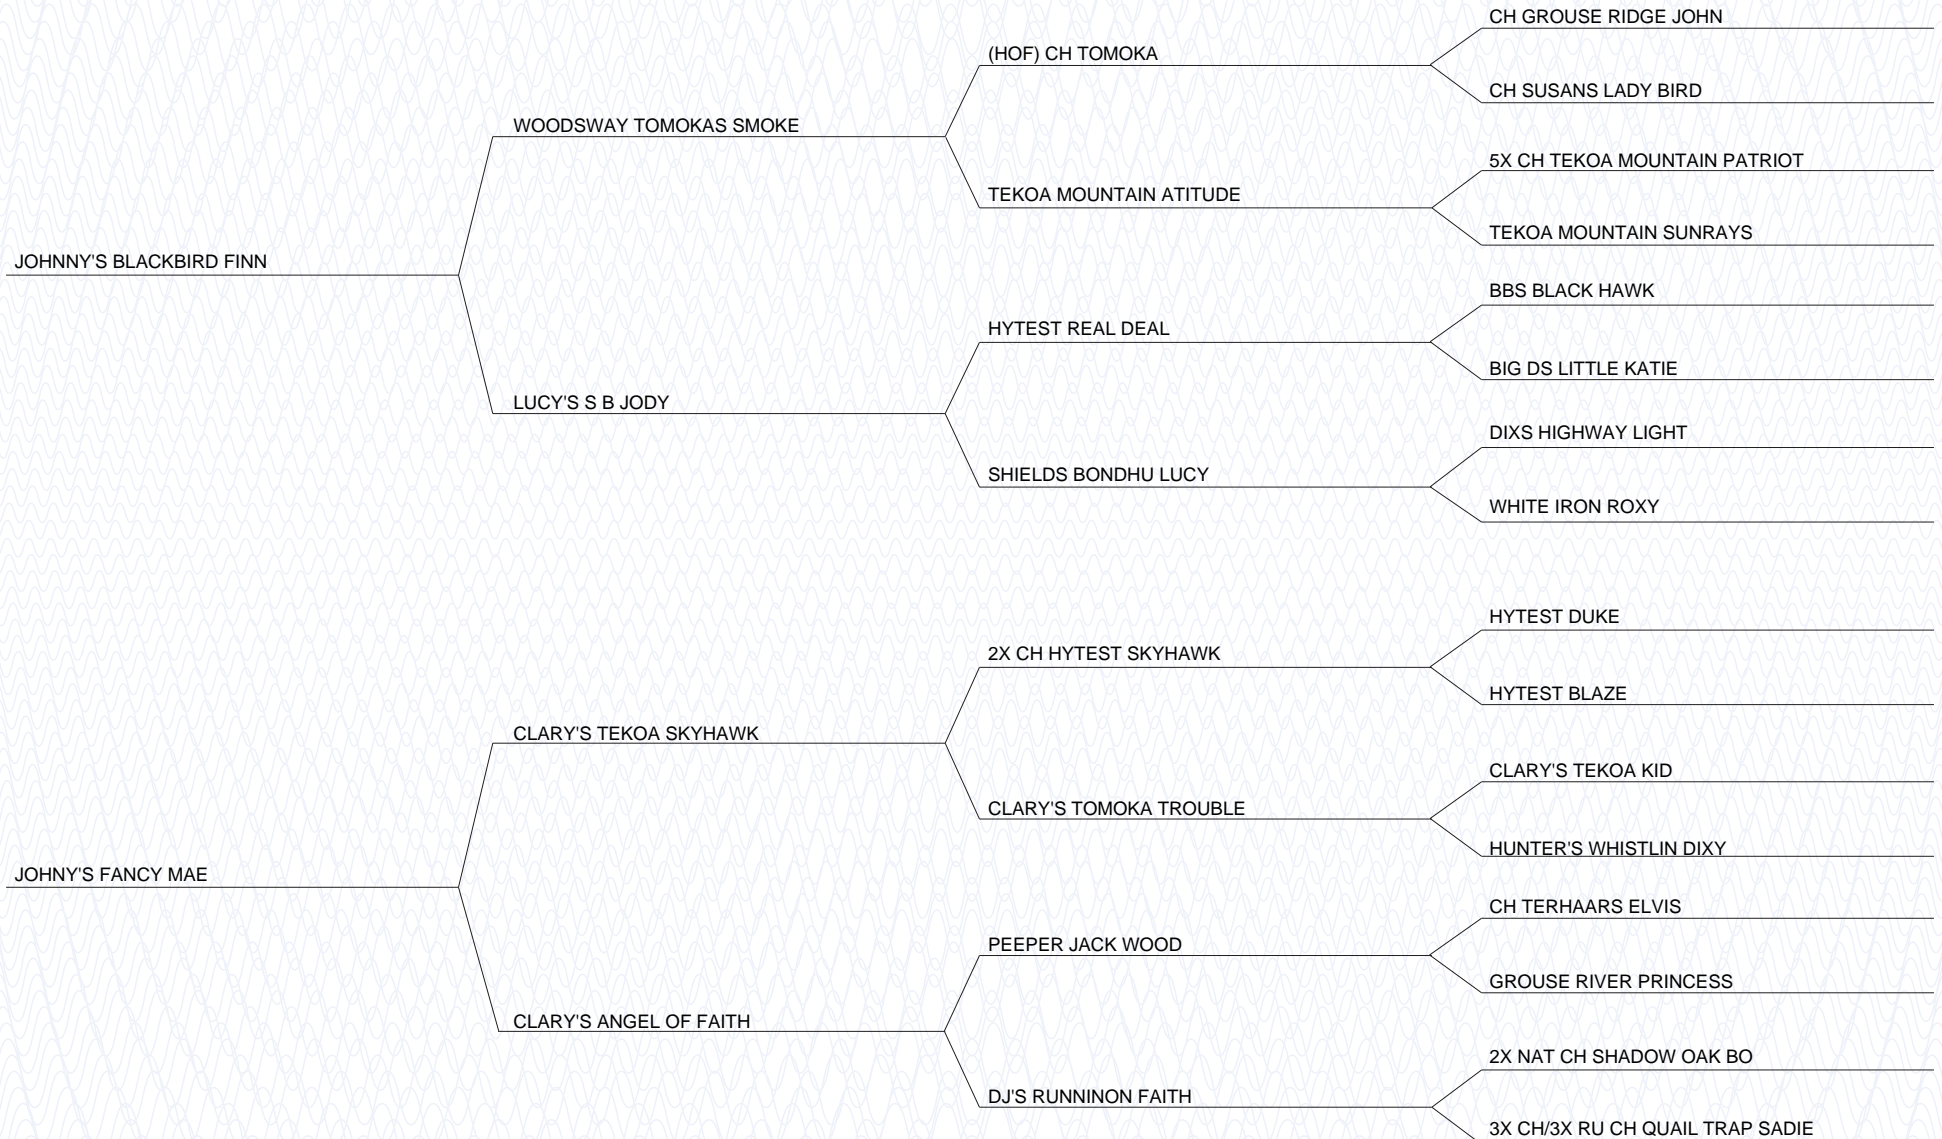 CH GROUSE RIDGE JOHN
(HOF) CH TOMOKA
CH SUSANS LADY BIRD
WOODSWAY TOMOKAS SMOKE
5X CH TEKOA MOUNTAIN PATRIOT
TEKOA MOUNTAIN ATITUDE
TEKOA MOUNTAIN SUNRAYS
JOHNNY'S BLACKBIRD FINN
BBS BLACK HAWK
HYTEST REAL DEAL
BIG DS LITTLE KATIE
LUCY'S S B JODY
DIXS HIGHWAY LIGHT
SHIELDS BONDHU LUCY
WHITE IRON ROXY
HYTEST DUKE
2X CH HYTEST SKYHAWK
HYTEST BLAZE
CLARY'S TEKOA SKYHAWK
CLARY'S TEKOA KID
CLARY'S TOMOKA TROUBLE
HUNTER'S WHISTLIN DIXY
JOHNY'S FANCY MAE
CH TERHAARS ELVIS
PEEPER JACK WOOD
GROUSE RIVER PRINCESS
CLARY'S ANGEL OF FAITH
2X NAT CH SHADOW OAK BO
DJ'S RUNNINON FAITH
3X CH/3X RU CH QUAIL TRAP SADIE